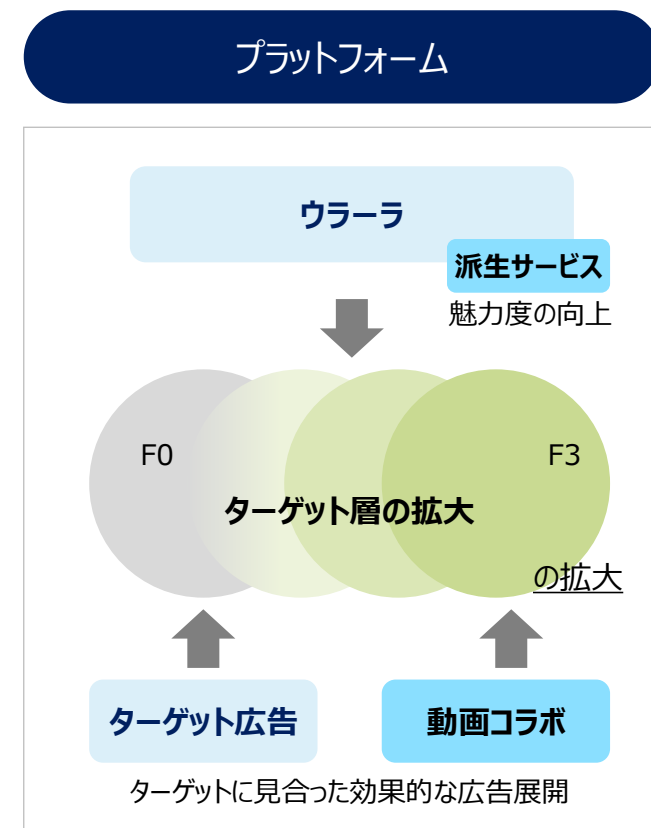 プラットフォーム
ウラーラ
派生サービス
魅力度の向上
F0
F3
ターゲット層の拡大
の拡大
ターゲット広告
動画コラボ
ターゲットに見合った効果的な広告展開